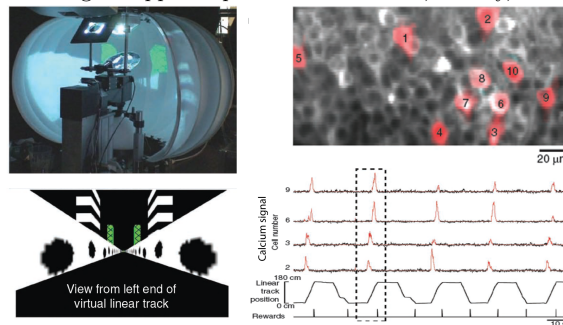 1
2
5
8
10
7
6
9
4
3
20 µm
View from left end of
virtual linear track
Calcium signal
Cell number
9
6
3
2
180 cm
Linear
track
position
0 cm
Rewards